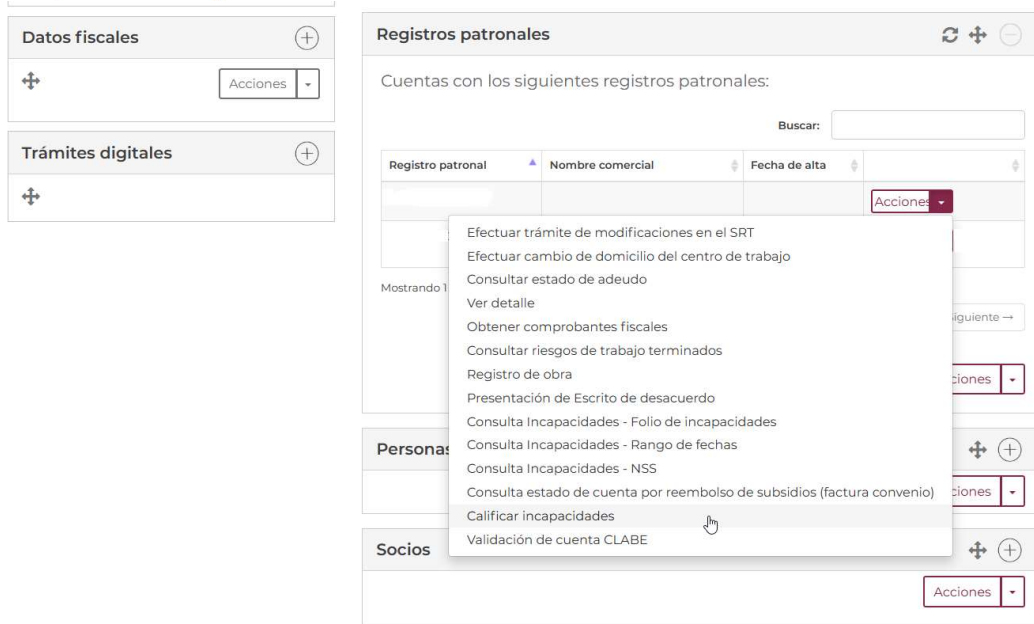 Datos fiscales
Acciones
Trámites digitales
Registros patronales
Cuentas con los siguientes registros patronales:
Buscar:
Registro patronal Nombre comercial Fecha de alta
Acciones
Efectuar trámite de modificaciones en el SRT
Efectuar cambio de domicilio del centro de trabajo
Consultar estado de adeudo
Mostrando 1
Ver detalle
Obtener comprobantes fiscales
Siguiente →
Consultar riesgos de trabajo terminados
Registro de obra
Acciones
Presentación de Escrito de desacuerdo
Consulta Incapacidades - Folio de incapacidades
Consulta Incapacidades - Rango de fechas
Personas
Consulta Incapacidades - NSS
Consulta estado de cuenta por reembolso de subsidios (factura convenio)
Acciones
Calificar incapacidades
Validación de cuenta CLABE
Socios
Acciones